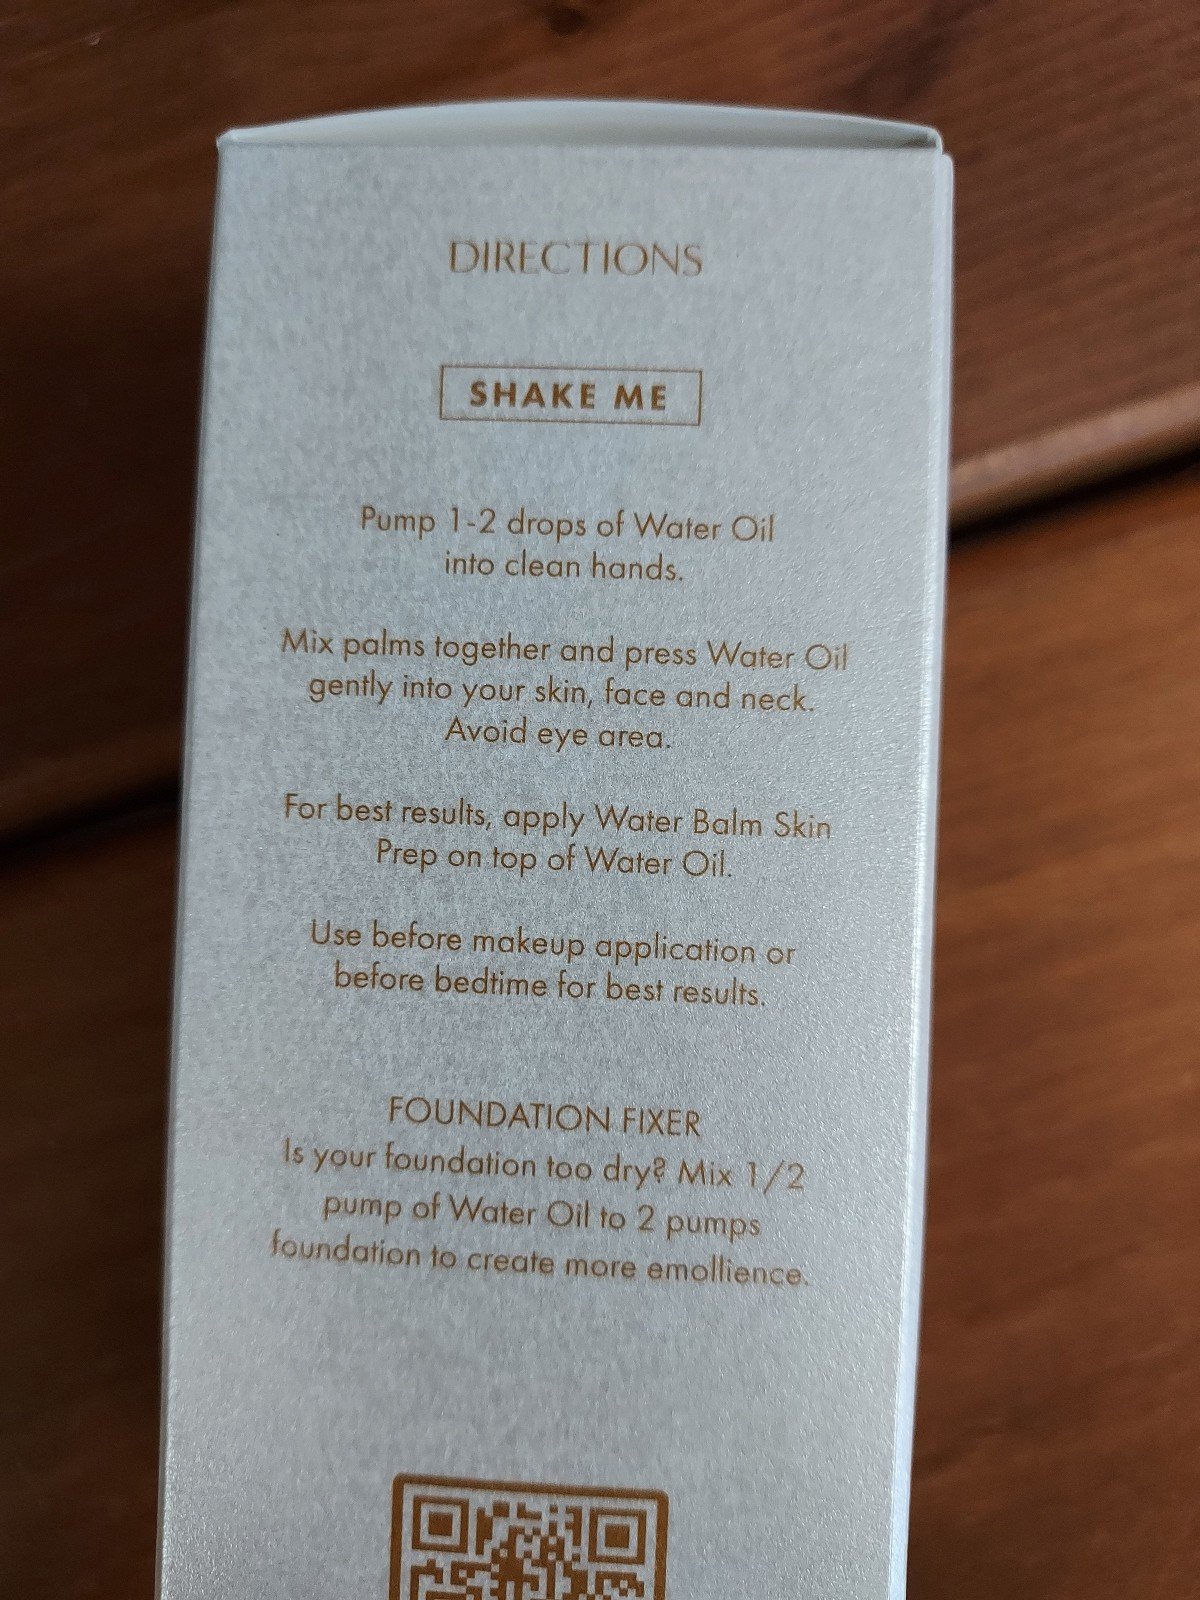 DIRECTIONS
SHAKE ME
Pump 1-2 drops of Water Oil
into clean hands.
Mix palms together and press Water Oil
gently into your skin, face and neck.
Avoid eye area.
For best results, apply Water Balm Skin
Prep on top of Water Oil.
Use before makeup application or
before bedtime for best results.
FOUNDATION FIXER
Is your foundation too dry? Mix 1/2
pump of Water Oil to 2 pumps
foundation to create more emollience.